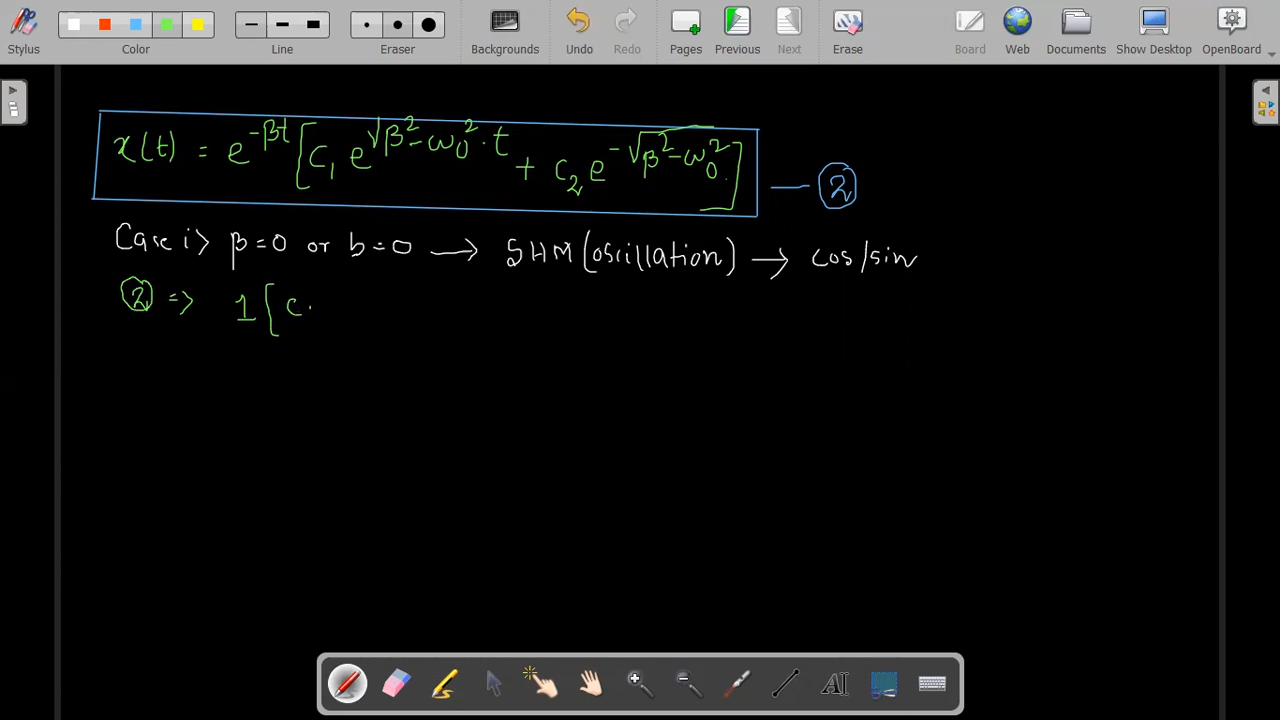 Stylus Color Line Eraser Backgrounds Undo Redo Pages Previous Next Erase Board Web Documents Show Desktop OpenBoard
x(t) = e^{-βt} [c₁ e^{√β²-ω₀² · t} + c₂ e^{-√β²-ω₀²}] — ②
Case i> β=0 or b=0 → SHM (oscillation) → cos/sin
② => 1 [c.
AI